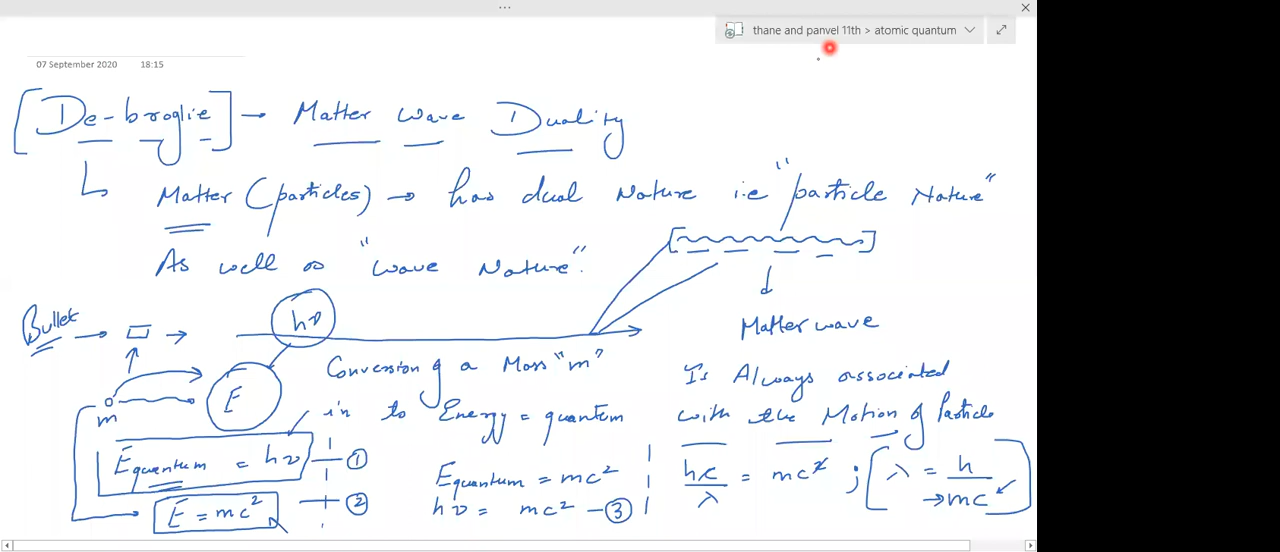 thane and panvel 11th > atomic quantum
07 September 2020 18:15
[De-broglie] → Matter wave Duality
Matter (particles) → has dual Nature i.e "particle Nature"
As well as "wave Nature".
Bullet
hν
Matter wave
m
E
Conversion of a Mass "m"
in to Energy = quantum
Is Always associated
with the Motion of Particle
Equantum = hν - ①
E = mc² - ②
Equantum = mc²
hν = mc² - ③
hc/λ = mc² ; [λ = h/mc]